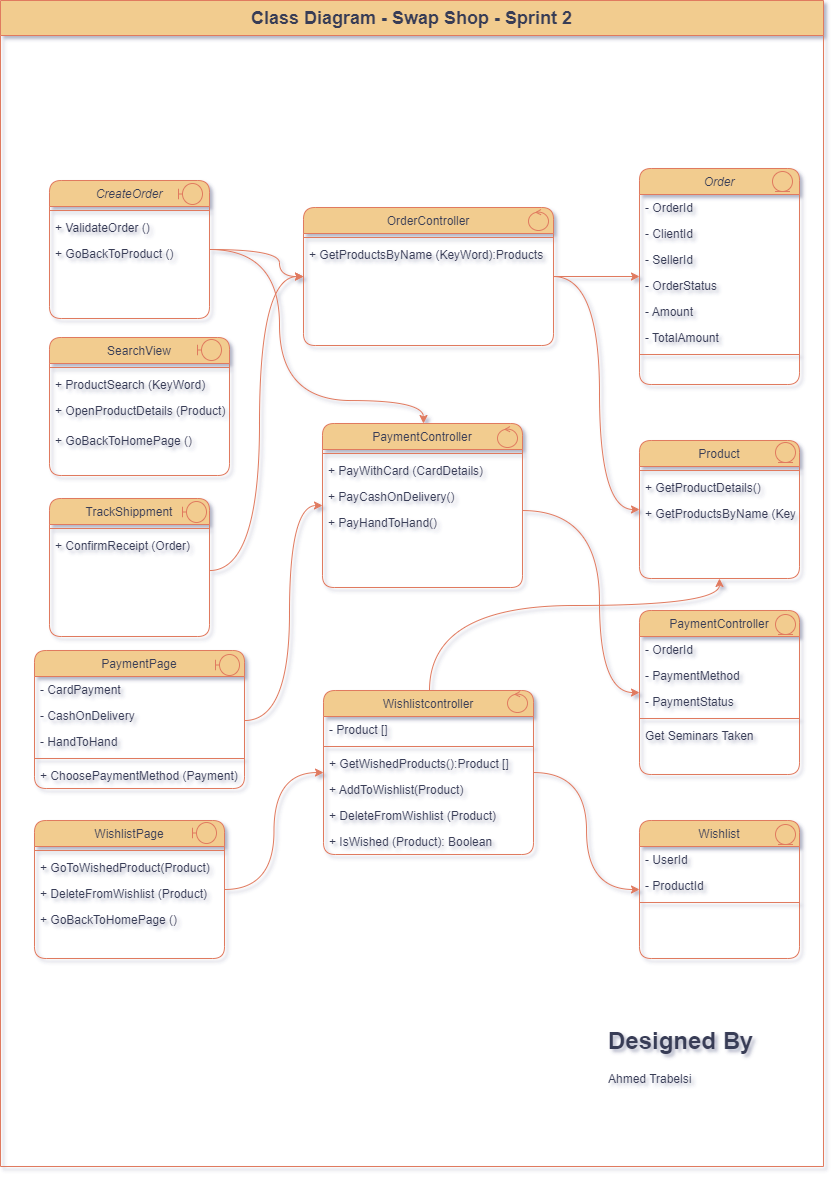 Class Diagram - Swap Shop - Sprint 2
CreateOrder
+ ValidateOrder ()
+ GoBackToProduct ()
SearchView
+ ProductSearch (KeyWord)
+ OpenProductDetails (Product)
+ GoBackToHomePage ()
TrackShippment
+ ConfirmReceipt (Order)
PaymentPage
- CardPayment
- CashOnDelivery
- HandToHand
+ ChoosePaymentMethod (Payment)
WishlistPage
+ GoToWishedProduct(Product)
+ DeleteFromWishlist (Product)
+ GoBackToHomePage ()
OrderController
+ GetProductsByName (KeyWord):Products
PaymentController
+ PayWithCard (CardDetails)
+ PayCashOnDelivery()
+ PayHandToHand()
Wishlistcontroller
- Product []
+ GetWishedProducts():Product []
+ AddToWishlist(Product)
+ DeleteFromWishlist (Product)
+ IsWished (Product): Boolean
Order
- OrderId
- ClientId
- SellerId
- OrderStatus
- Amount
- TotalAmount
Product
+ GetProductDetails()
+ GetProductsByName (Key
PaymentController
- OrderId
- PaymentMethod
- PaymentStatus
Get Seminars Taken
Wishlist
- UserId
- ProductId
Designed By
Ahmed Trabelsi